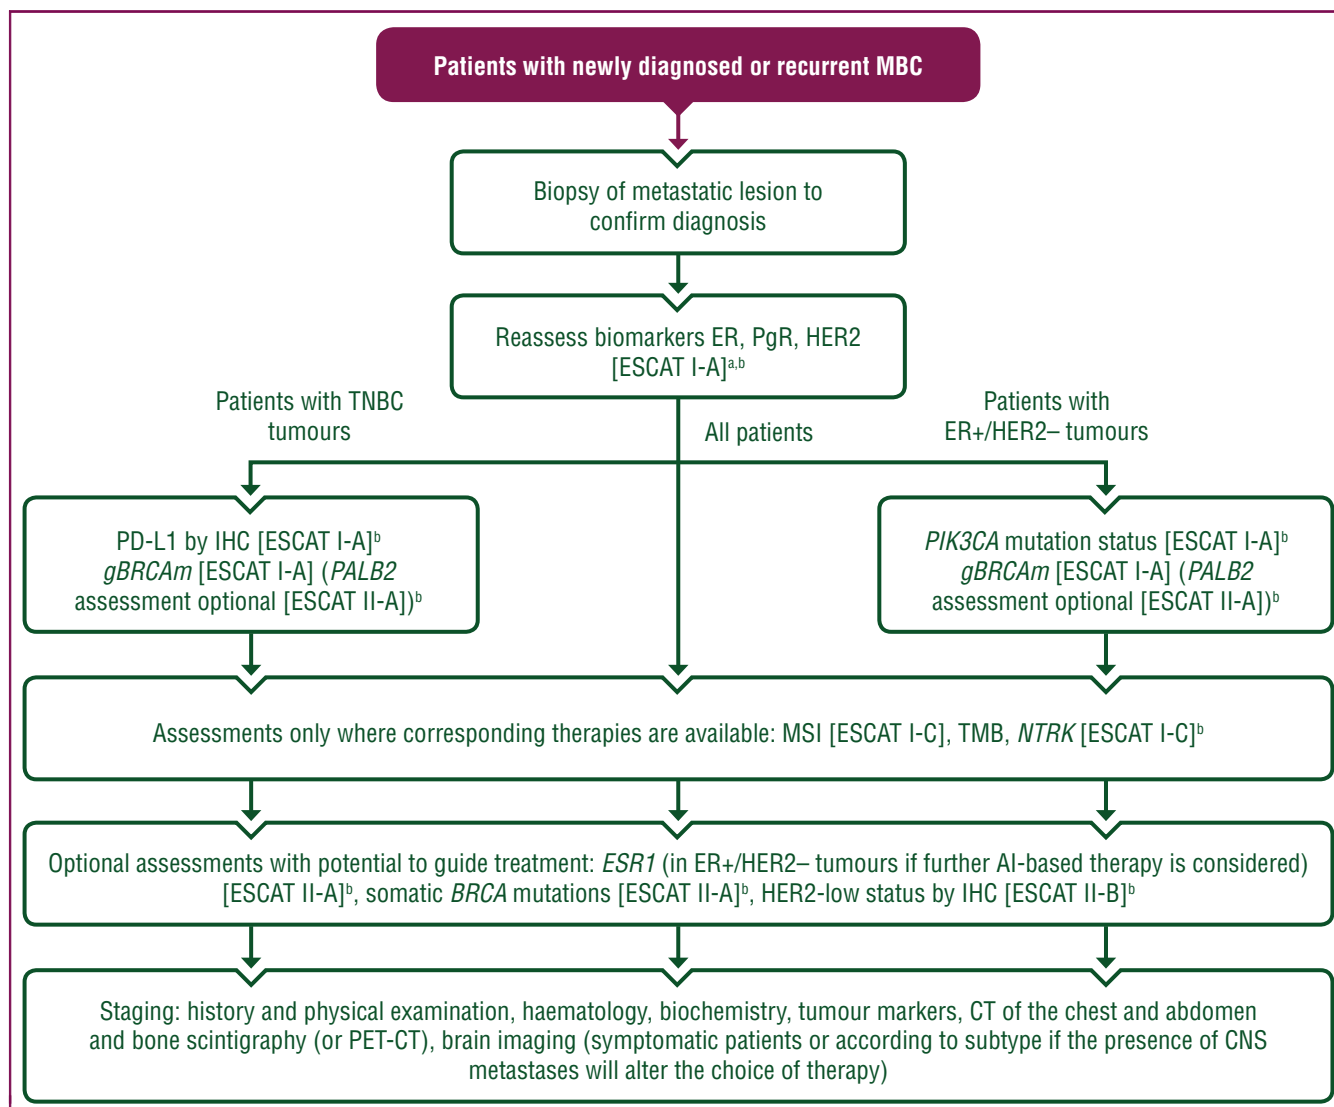 Patients with newly diagnosed or recurrent MBC
Biopsy of metastatic lesion to
confirm diagnosis
Reassess biomarkers ER, PgR, HER2
[ESCAT I-A]a,b
Patients with TNBC
tumours
All patients
Patients with
ER+/HER2– tumours
PD-L1 by IHC [ESCAT I-A]b
gBRCAm [ESCAT I-A] (PALB2
assessment optional [ESCAT II-A])b
PIK3CA mutation status [ESCAT I-A]b
gBRCAm [ESCAT I-A] (PALB2
assessment optional [ESCAT II-A])b
Assessments only where corresponding therapies are available: MSI [ESCAT I-C], TMB, NTRK [ESCAT I-C]b
Optional assessments with potential to guide treatment: ESR1 (in ER+/HER2– tumours if further AI-based therapy is considered)
[ESCAT II-A]b, somatic BRCA mutations [ESCAT II-A]b, HER2-low status by IHC [ESCAT II-B]b
Staging: history and physical examination, haematology, biochemistry, tumour markers, CT of the chest and abdomen
and bone scintigraphy (or PET-CT), brain imaging (symptomatic patients or according to subtype if the presence of CNS
metastases will alter the choice of therapy)